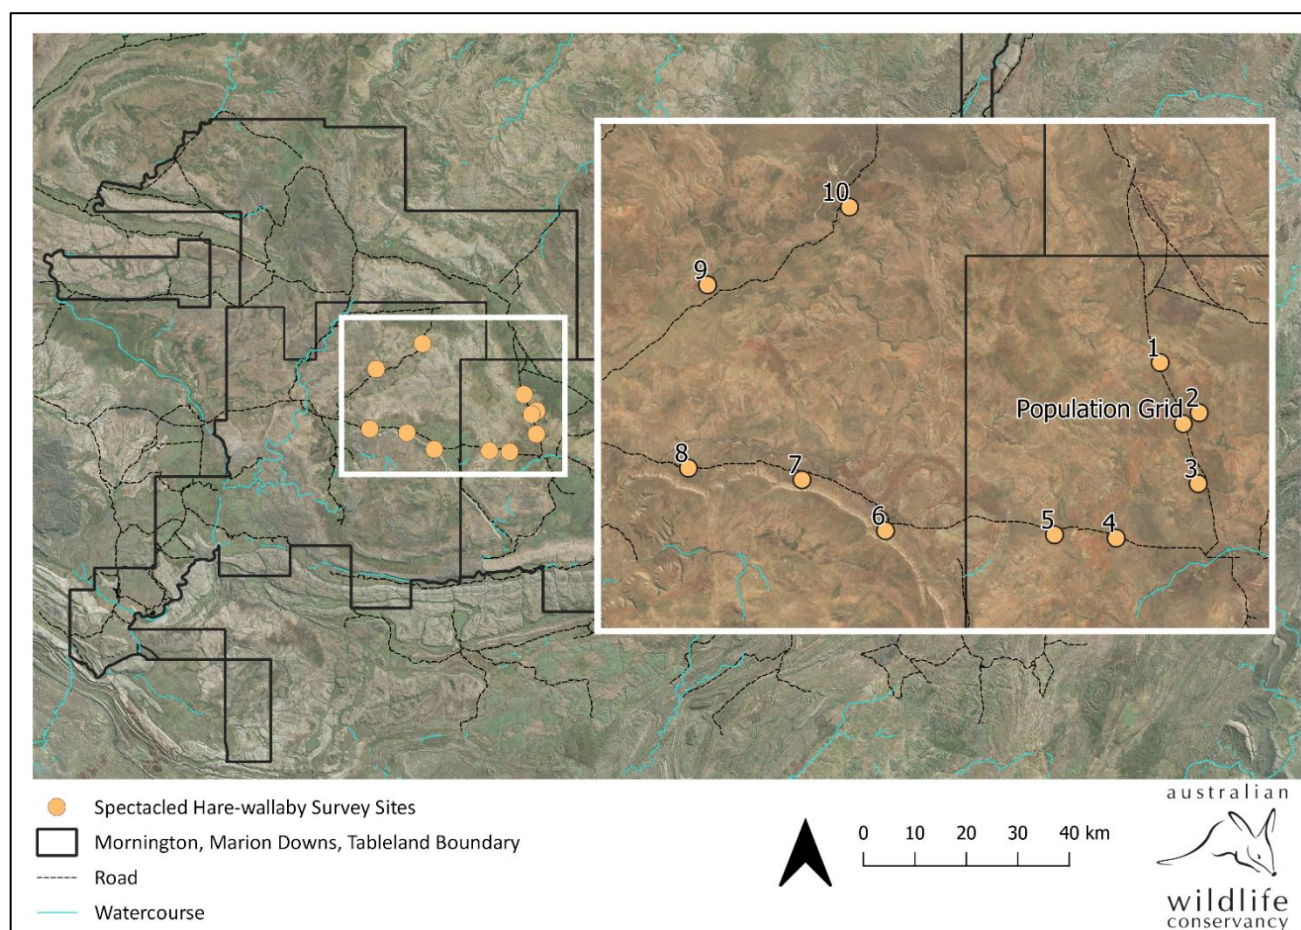 10
9
1
2
Population Grid
3
8
7
6
5
4
Spectacled Hare-wallaby Survey Sites
Mornington, Marion Downs, Tableland Boundary
Road
Watercourse
0 10 20 30 40 km
australian
wildlife
conservancy